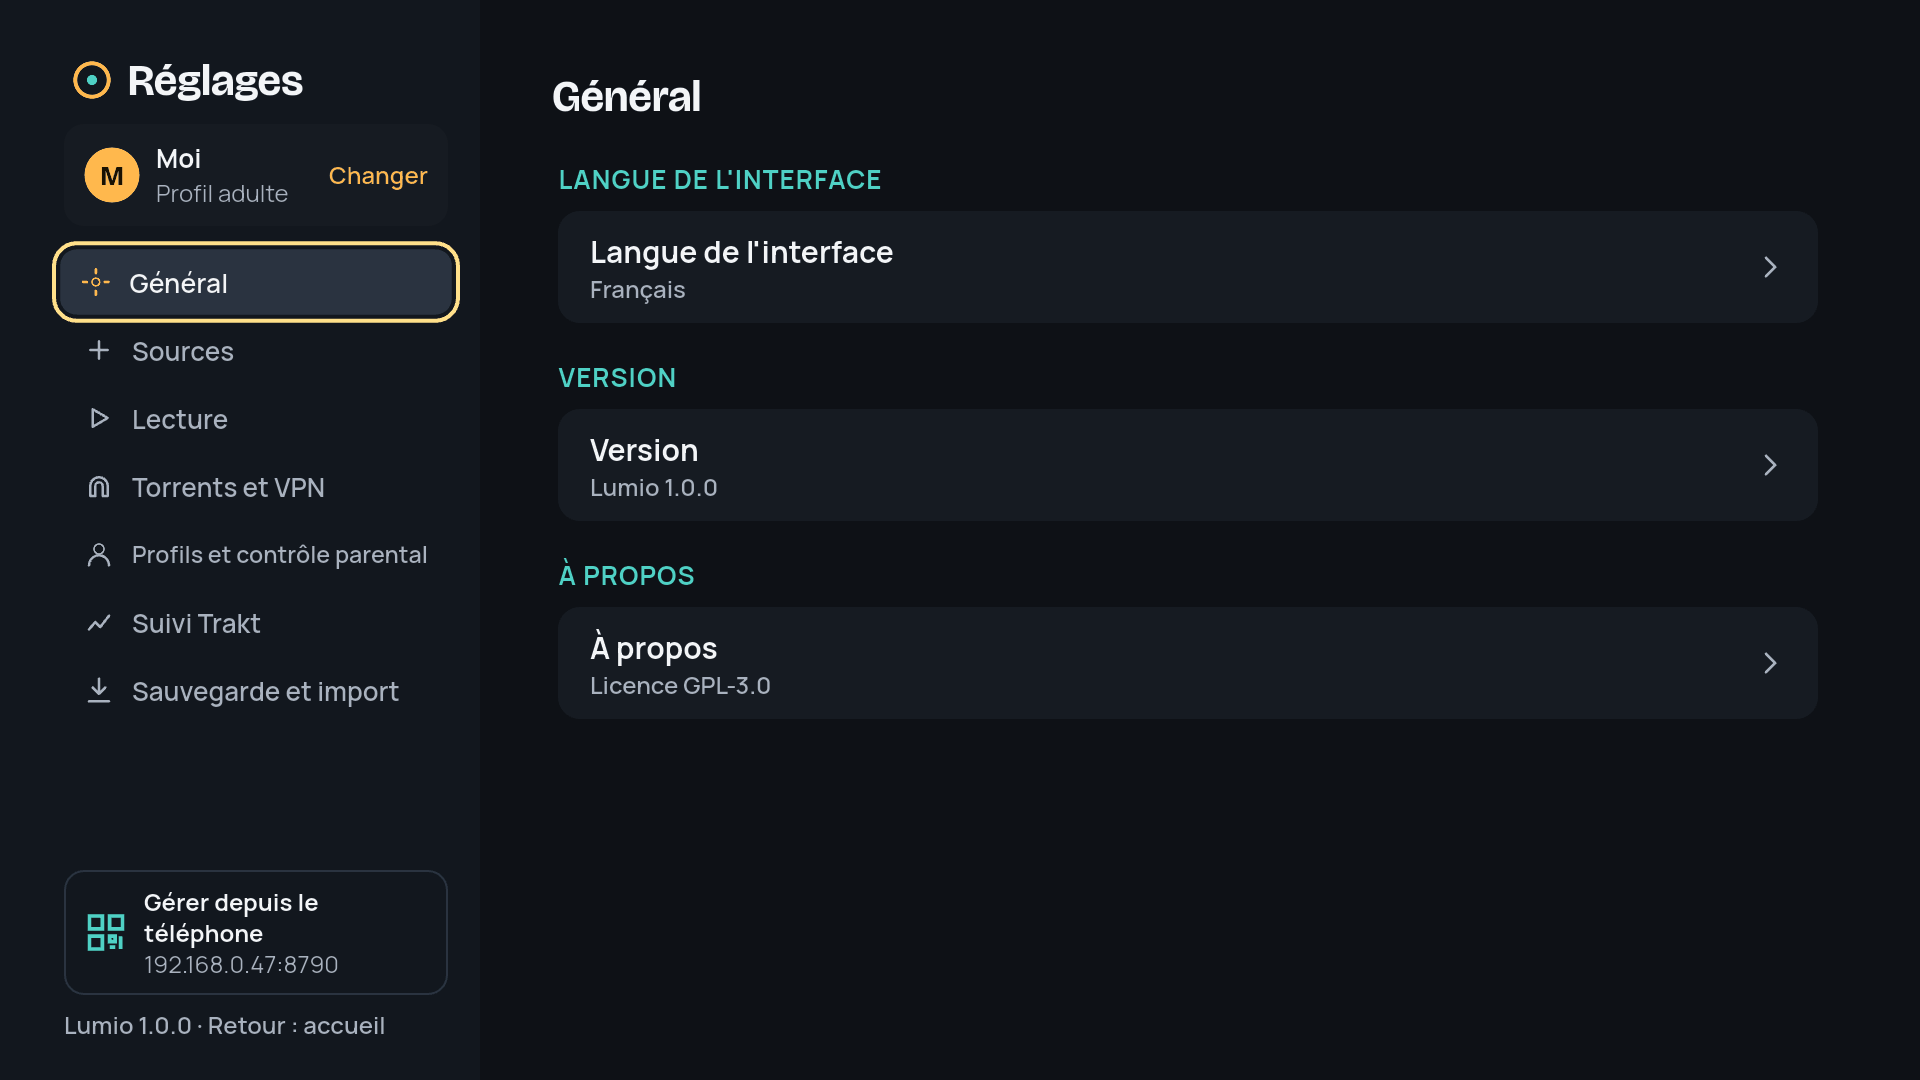 Réglages
M
Moi
Profil adulte
Changer
Général
Sources
Lecture
Torrents et VPN
Profils et contrôle parental
Suivi Trakt
Sauvegarde et import
Gérer depuis le
téléphone
192.168.0.47:8790
Lumio 1.0.0 · Retour : accueil
Général
LANGUE DE L'INTERFACE
Langue de l'interface
Français
VERSION
Version
Lumio 1.0.0
À PROPOS
À propos
Licence GPL-3.0